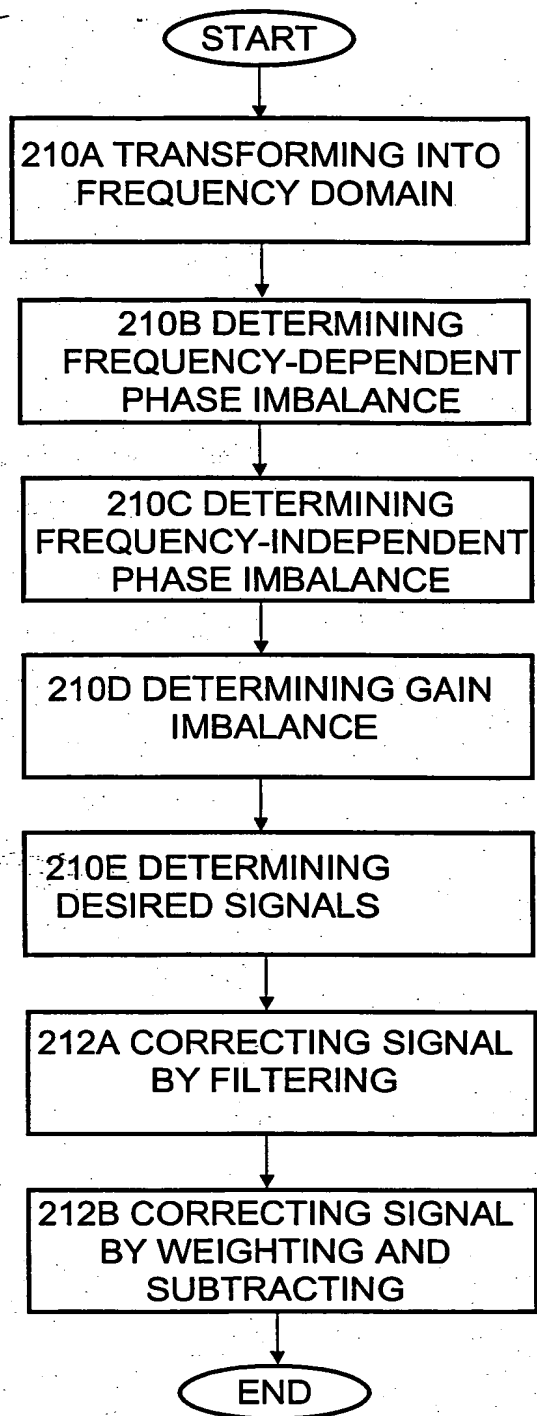 START
210A TRANSFORMING INTO
FREQUENCY DOMAIN
210B DETERMINING
FREQUENCY-DEPENDENT
PHASE IMBALANCE
210C DETERMINING
FREQUENCY-INDEPENDENT
PHASE IMBALANCE
210D DETERMINING GAIN
IMBALANCE
210E DETERMINING
DESIRED SIGNALS
212A CORRECTING SIGNAL
BY FILTERING
212B CORRECTING SIGNAL
BY WEIGHTING AND
SUBTRACTING
END